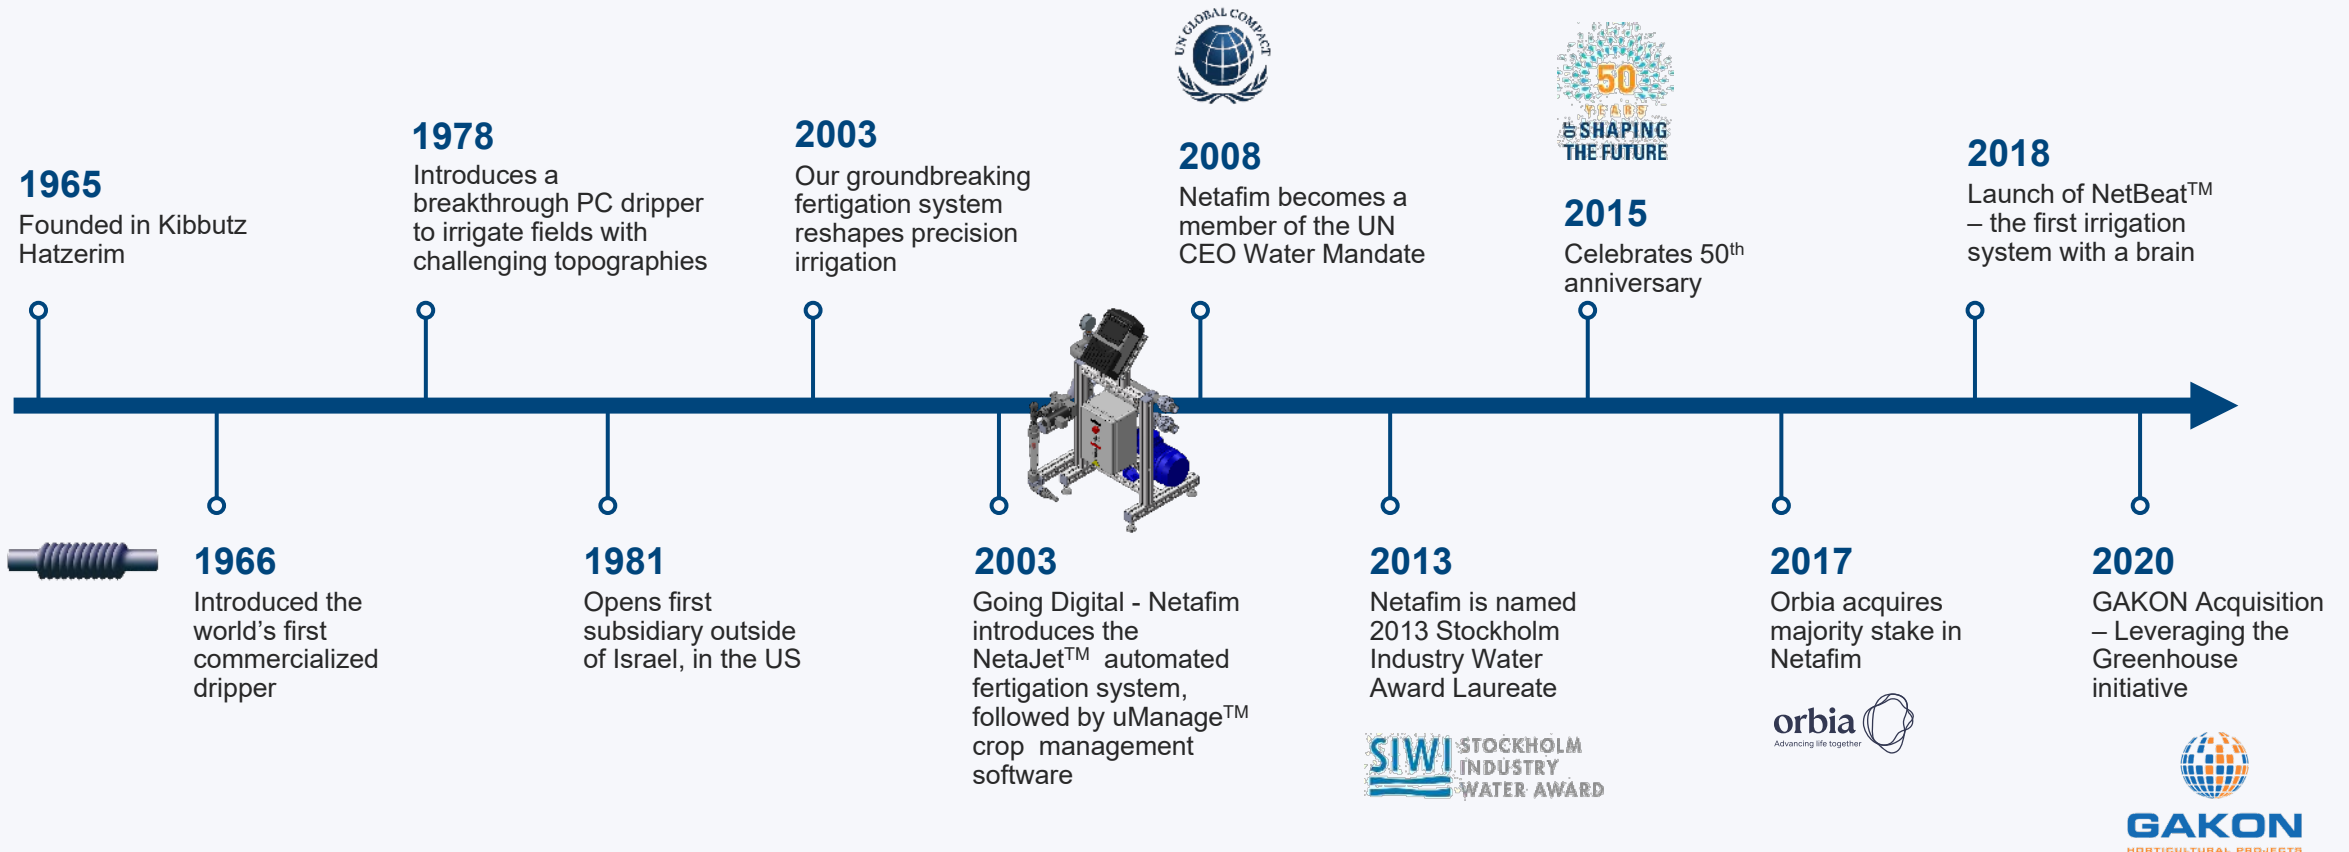 1965
Founded in Kibbutz
Hatzerim
1966
Introduced the
world’s first
commercialized
dripper
1978
Introduces a
breakthrough PC dripper
to irrigate fields with
challenging topographies
1981
Opens first
subsidiary outside
of Israel, in the US
2003
Our groundbreaking
fertigation system
reshapes precision
irrigation
2003
Going Digital - Netafim
introduces the
NetaJet™ automated
fertigation system,
followed by uManage™
crop management
software
UN GLOBAL COMPACT
2008
Netafim becomes a
member of the UN
CEO Water Mandate
2013
Netafim is named
2013 Stockholm
Industry Water
Award Laureate
SIWI STOCKHOLM
INDUSTRY
WATER AWARD
50
YEARS
OF SHAPING
THE FUTURE
2015
Celebrates 50th
anniversary
2017
Orbia acquires
majority stake in
Netafim
orbia
Advancing life together
2018
Launch of NetBeat™
– the first irrigation
system with a brain
2020
GAKON Acquisition
– Leveraging the
Greenhouse
initiative
GAKON
HORTICULTURAL PROJECTS